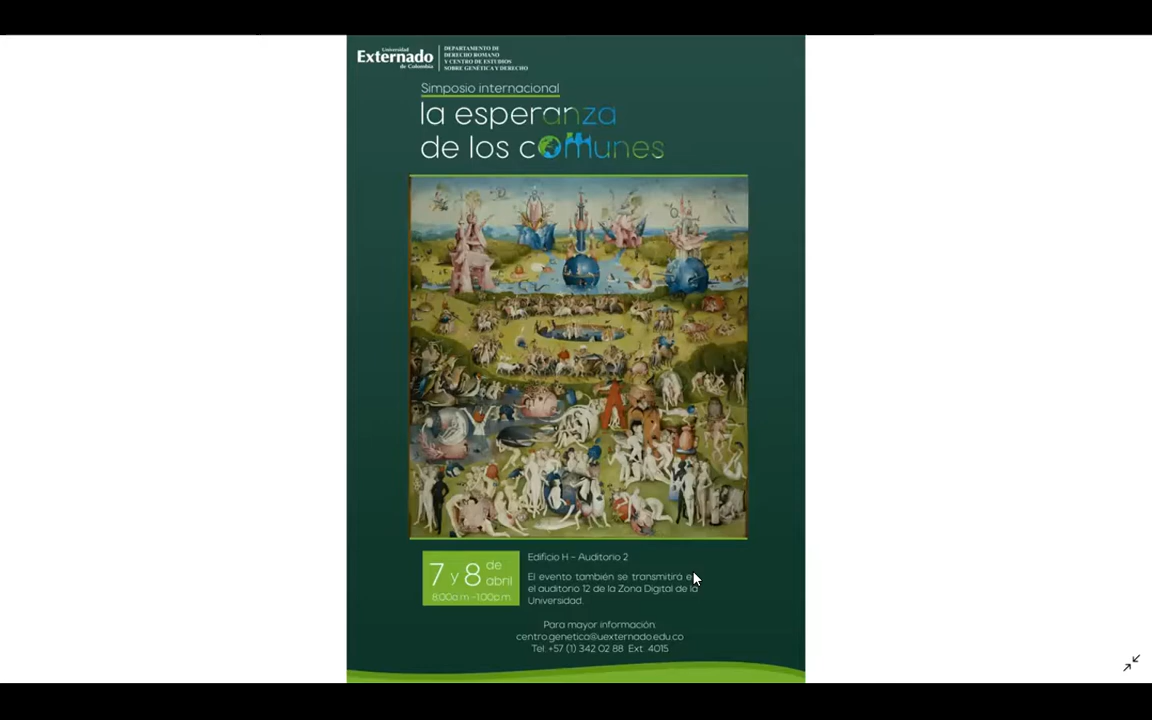 Universidad
Externado
de Colombia
DEPARTAMENTO DE
DERECHO ROMANO
Y CENTRO DE ESTUDIOS
SOBRE GENÉTICA Y DERECHO
Simposio internacional
la esperanza
de los comunes
7 y 8 de abril
8:00a.m.-1:00p.m.
Edificio H - Auditorio 2
El evento también se transmitirá
el auditorio 12 de la Zona Digital de la
Universidad.
Para mayor información:
centro.genetica@uexternado.edu.co
Tel. +57 (1) 342 02 88 Ext. 4015